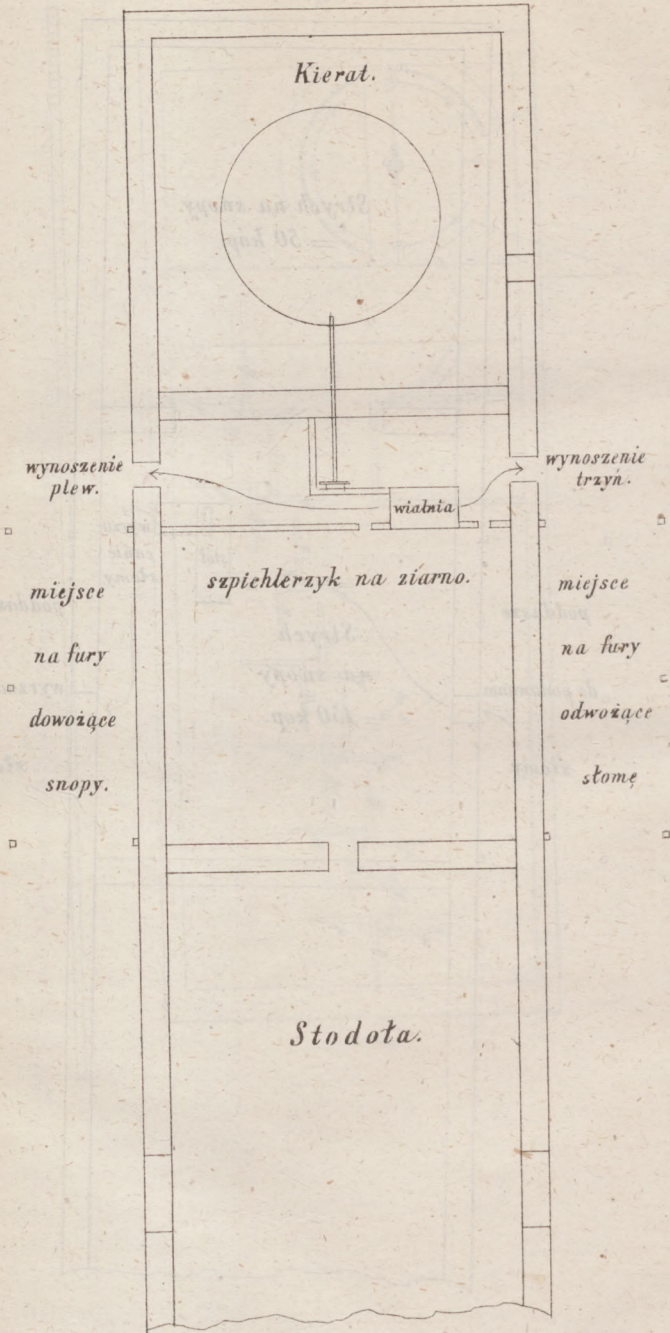 Kierat.
wynoszenie
plew.
wialnia
wynoszenie
trzyń.
szpichlerzyk na ziarno.
miejsce
na fury
dowożące
snopy.
miejsce
na fury
odwożące
słomę
Stodoła.